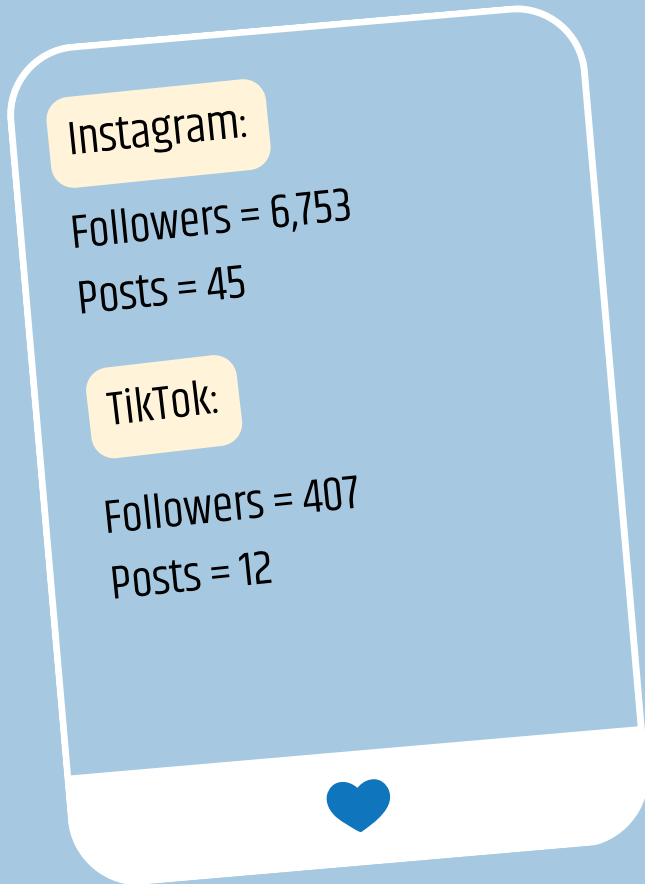 Instagram:
Followers = 6,753
Posts = 45
TikTok:
Followers = 407
Posts = 12